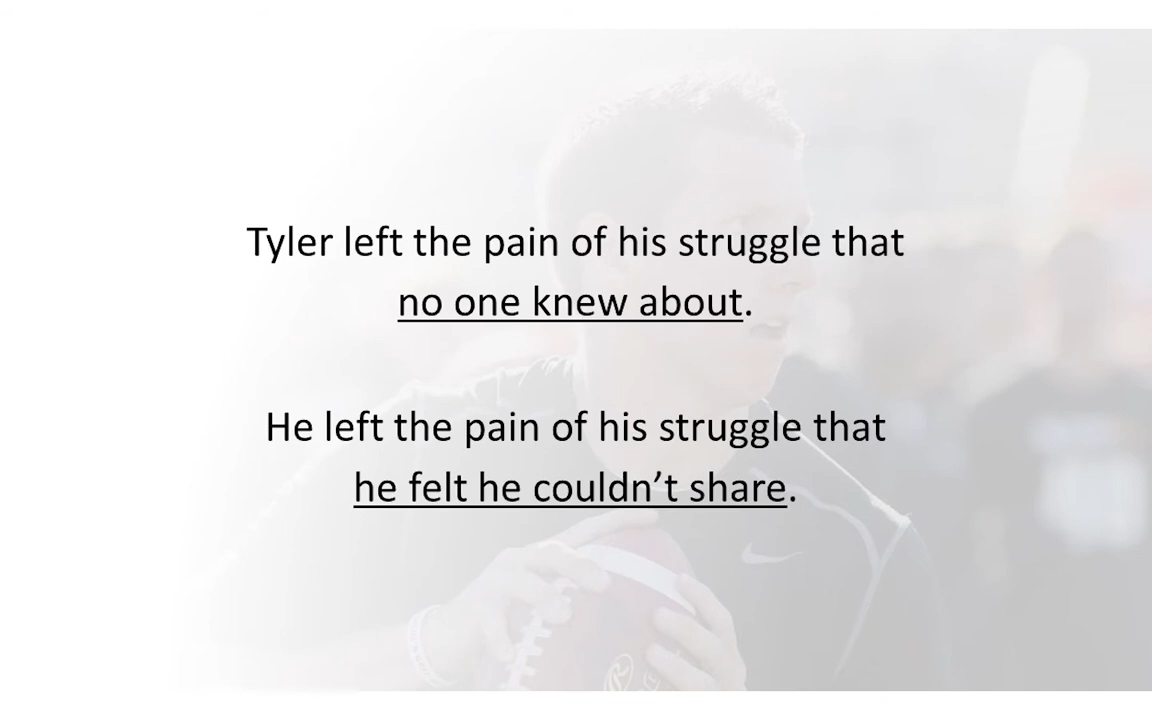 Tyler left the pain of his struggle that
no one knew about.
He left the pain of his struggle that
he felt he couldn’t share.